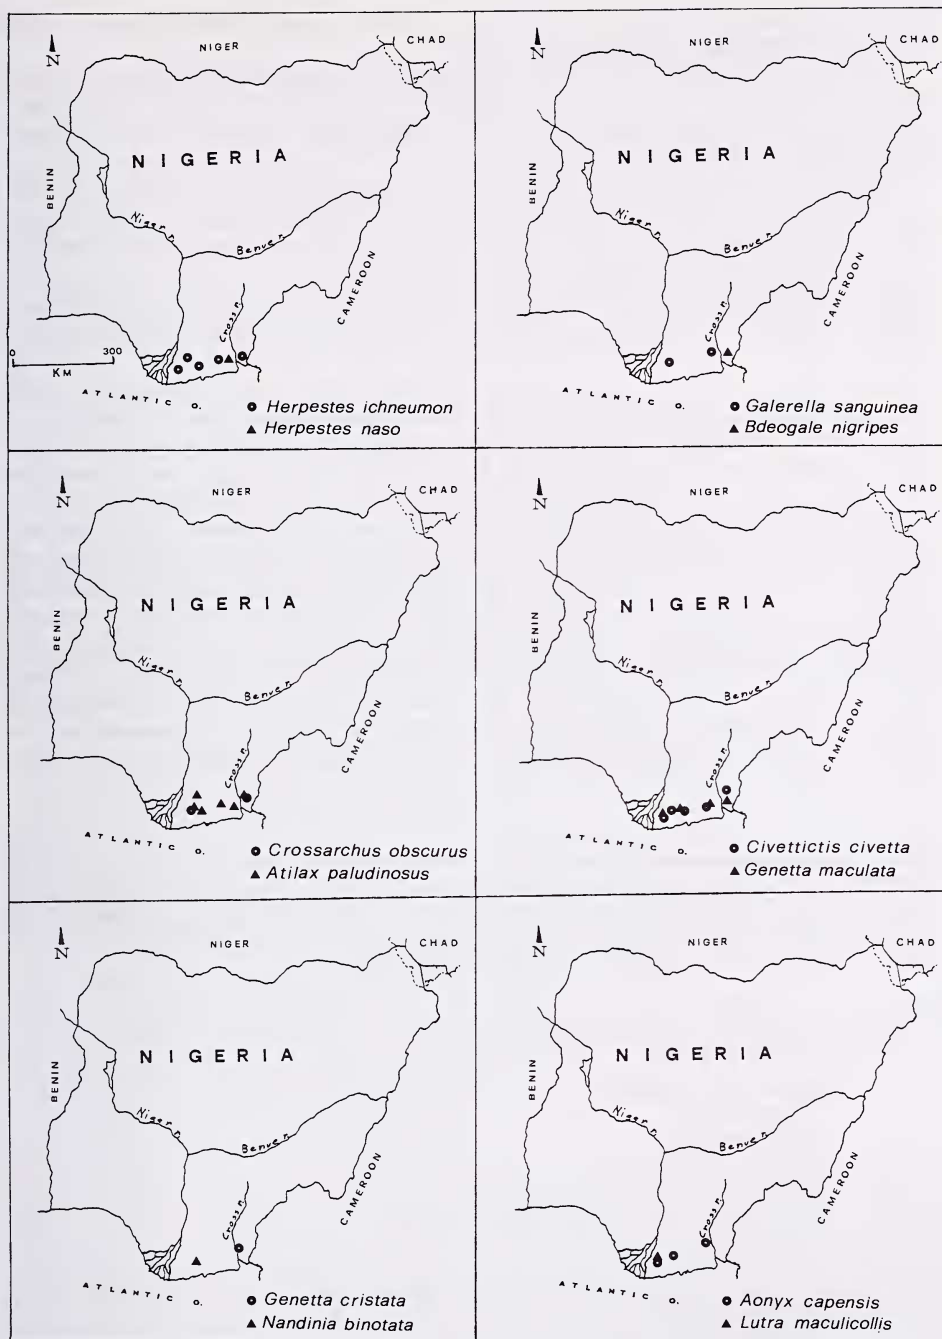 N
NIGER
CHAD
NIGERIA
BENIN
Niger R.
Benue R.
CAMEROON
Cross R.
0 300
KM
ATLANTIC O.
Herpestes ichneumon
Herpestes naso
N
NIGER
CHAD
NIGERIA
BENIN
Niger R.
Benue R.
CAMEROON
Cross R.
ATLANTIC O.
Galerella sanguinea
Bdeogale nigripes
N
NIGER
CHAD
NIGERIA
BENIN
Niger R.
Benue R.
CAMEROON
Cross R.
ATLANTIC O.
Crossarchus obscurus
Atilax paludinosus
N
NIGER
CHAD
NIGERIA
BENIN
Niger R.
Benue R.
CAMEROON
Cross R.
ATLANTIC O.
Civettictis civetta
Genetta maculata
N
NIGER
CHAD
NIGERIA
BENIN
Niger R.
Benue R.
CAMEROON
Cross R.
ATLANTIC O.
Genetta cristata
Nandinia binotata
N
NIGER
CHAD
NIGERIA
BENIN
Niger R.
Benue R.
CAMEROON
Cross R.
ATLANTIC O.
Aonyx capensis
Lutra maculicollis